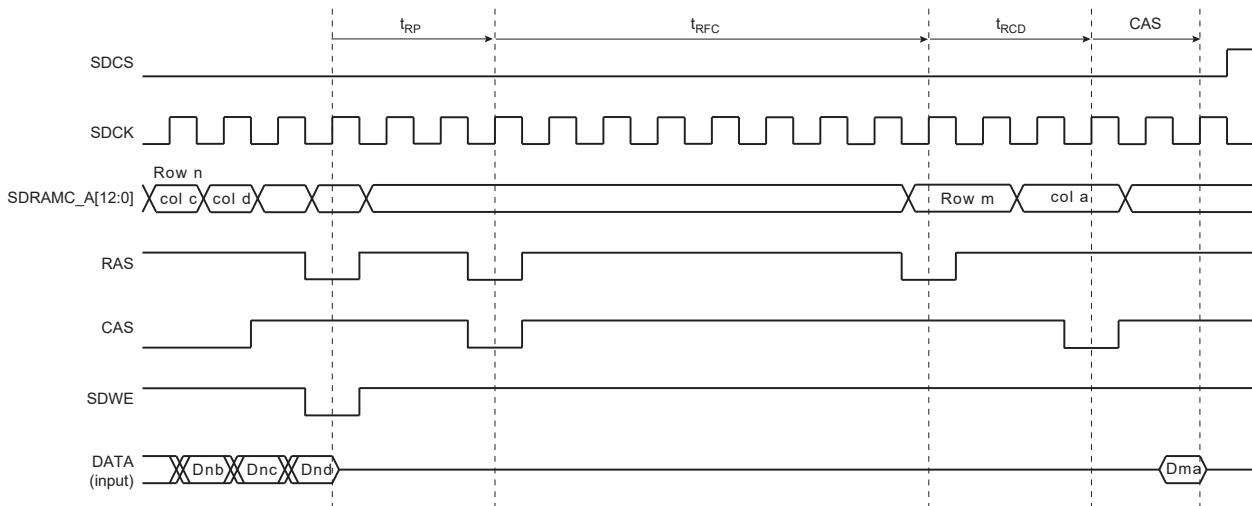 tRP tRFC tRCD CAS
SDCS
SDCK
Row n
SDRAMC_A[12:0] col c col d Row m col a
RAS
CAS
SDWE
DATA Dnb Dnc Dnd Dma
(input)